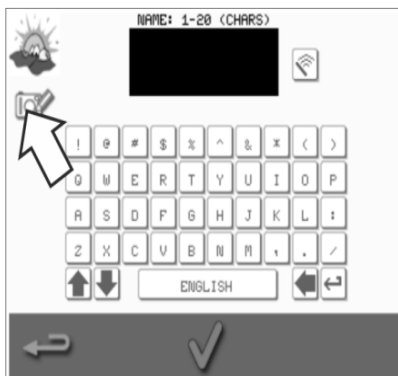 NAME: 1-20 (CHARS)
! @ # $ % ^ & * ( )
Q W E R T Y U I O P
A S D F G H J K L :
Z X C V B N M , . /
ENGLISH